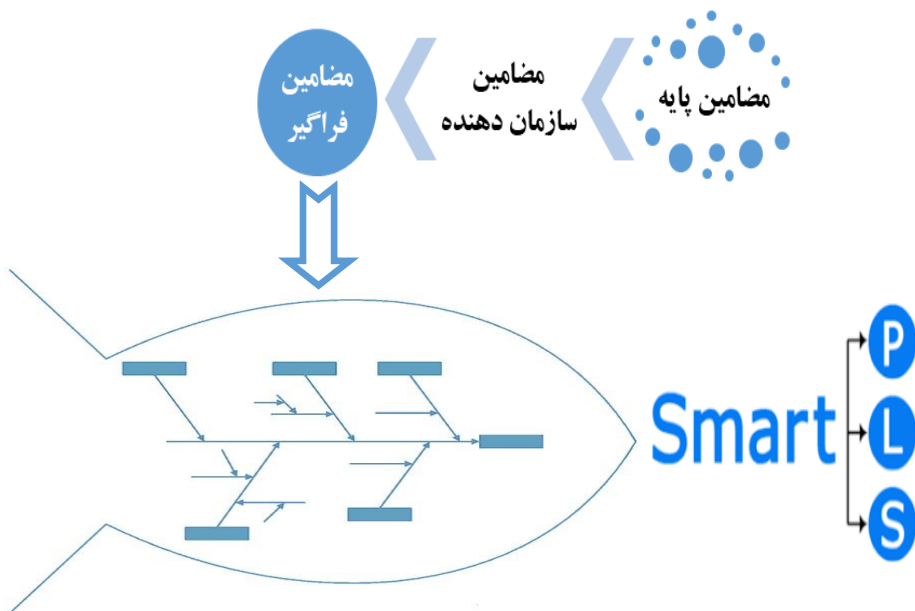 مضامین پایه
مضامین
سازمان دهنده
مضامین
فراگیر
Smart
P
L
S